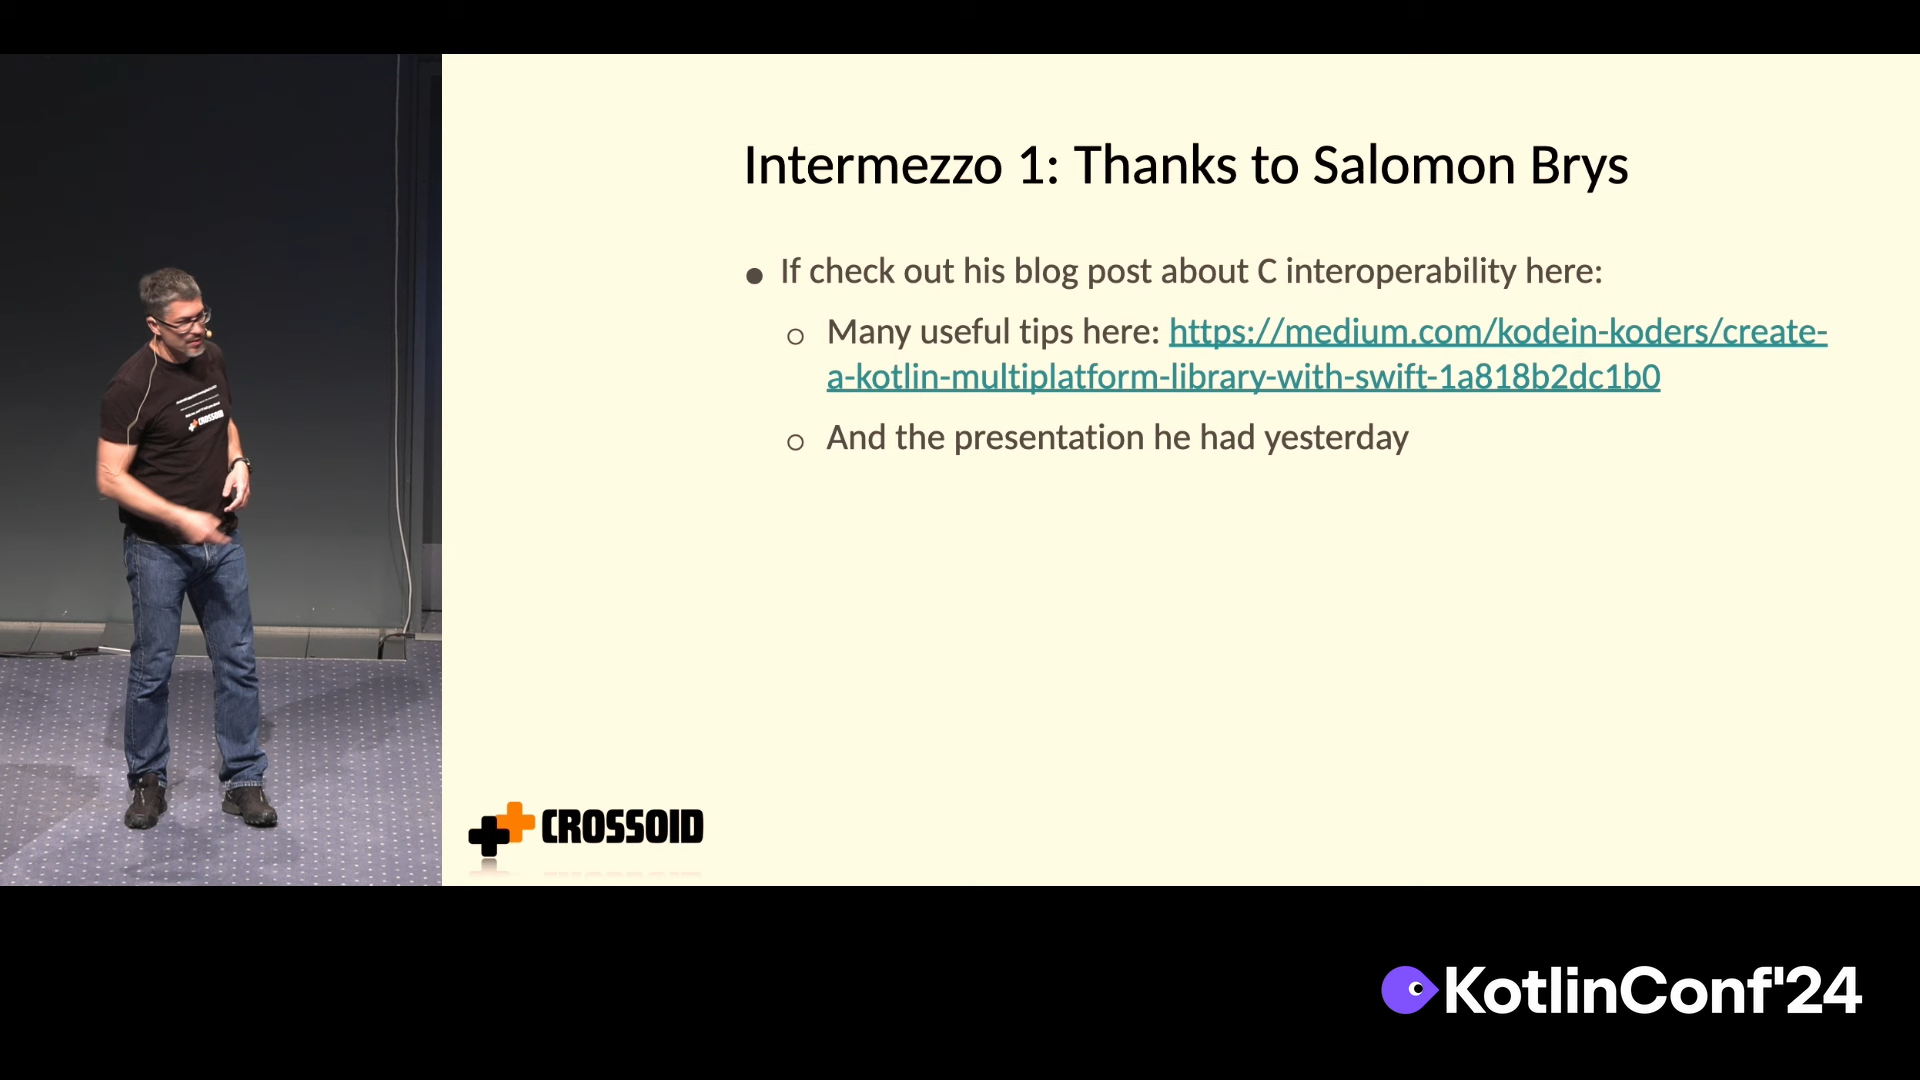 Intermezzo 1: Thanks to Salomon Brys
● If check out his blog post about C interoperability here:
○ Many useful tips here: https://medium.com/kodein-koders/create-
a-kotlin-multiplatform-library-with-swift-1a818b2dc1b0
○ And the presentation he had yesterday
CROSSOID
CROSSOID
KotlinConf'24